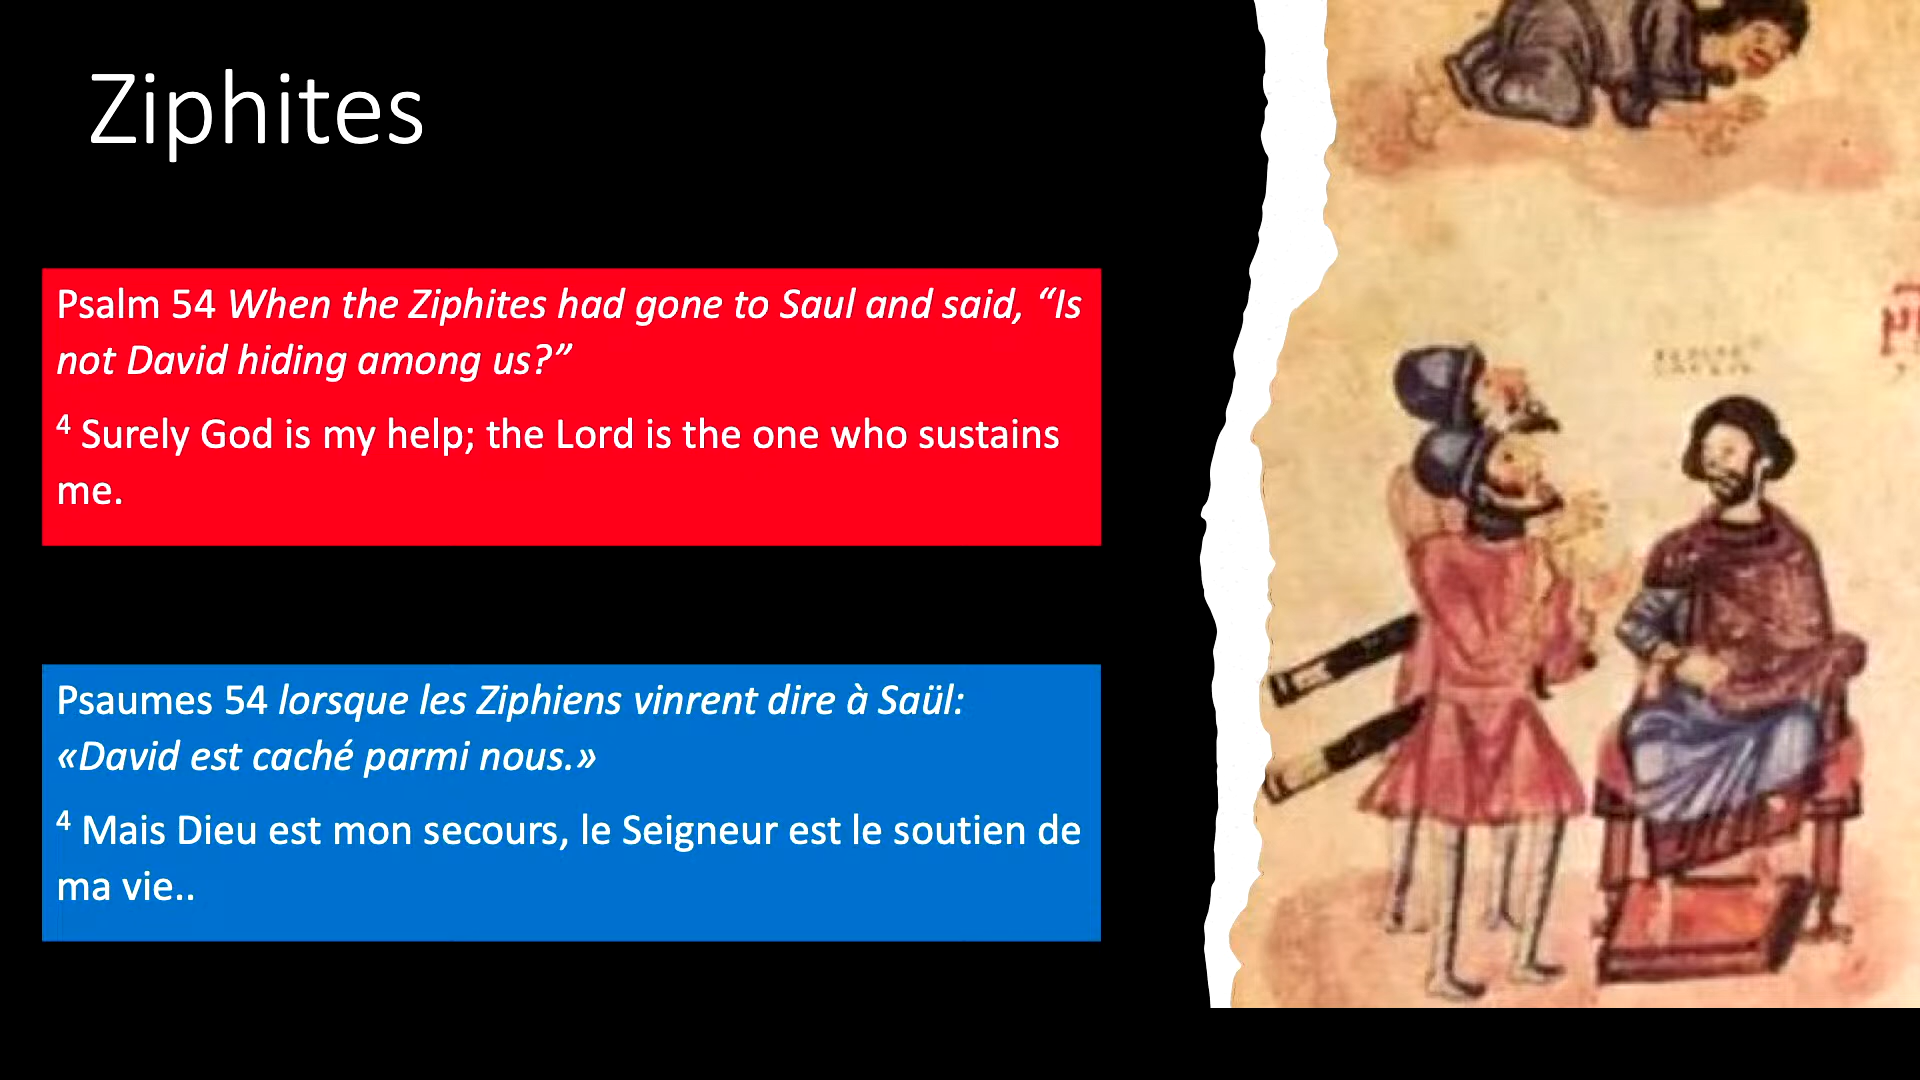 Ziphites
Psalm 54 When the Ziphites had gone to Saul and said, “Is
not David hiding among us?”
⁴ Surely God is my help; the Lord is the one who sustains
me.
Psaumes 54 lorsque les Ziphiens vinrent dire à Saül:
«David est caché parmi nous.»
⁴ Mais Dieu est mon secours, le Seigneur est le soutien de
ma vie..